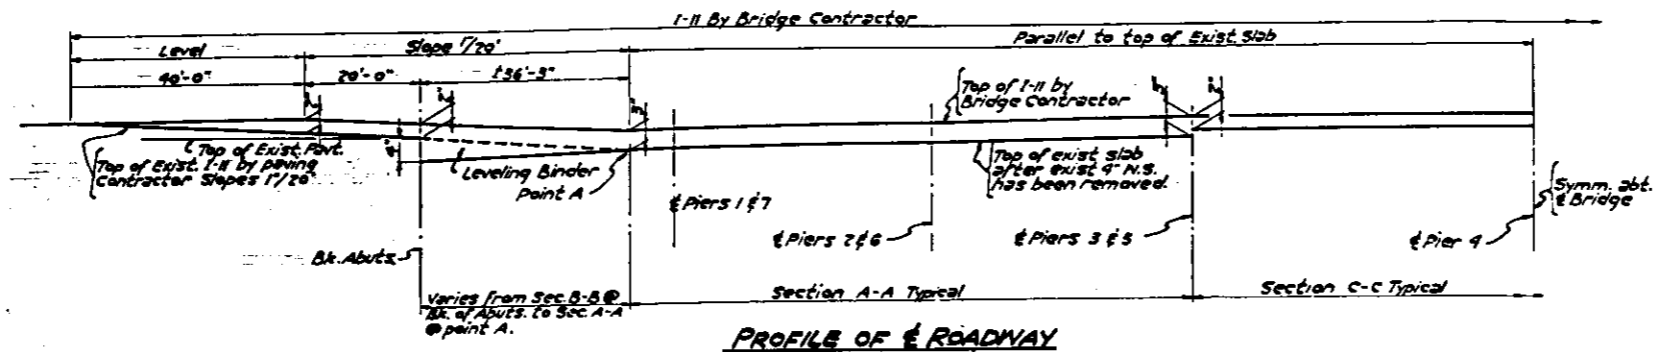 I-11 By Bridge Contractor
Level
Slope 1"/20'
Parallel to top of Exist. Slab
40'-0"
20'-0"
±36'-3"
Top of I-11 by
Bridge Contractor
Top of Exist. Pavt.
Top of Exist. I-11 by paving
Contractor Slopes 1"/20'
Leveling Binder
Point A
Top of exist slab
after exist 4" N.S.
has been removed.
Symm. abt.
℄ Bridge
℄ Piers 1 & 7
℄ Piers 2 & 6
℄ Piers 3 & 5
℄ Pier 4
Bk. Abuts.
Varies from Sec. B-B @
Bk. of Abuts. to Sec. A-A
@ point A.
Section A-A Typical
Section C-C Typical
PROFILE OF ℄ ROADWAY